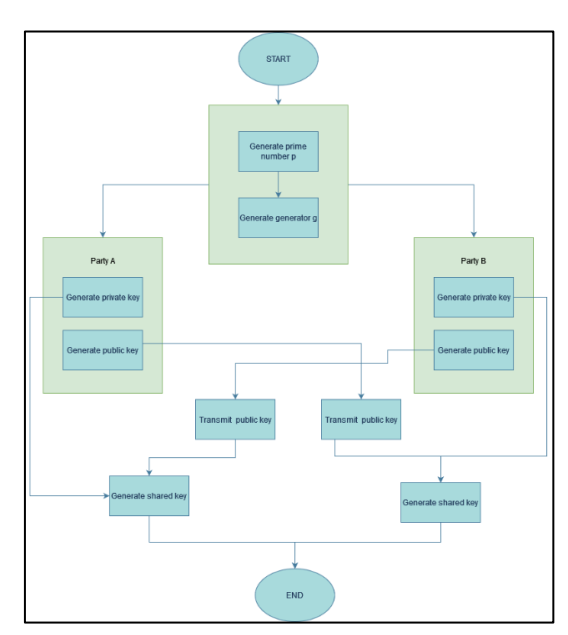 START
Generate prime
number p
Generate generator g
Party A
Party B
Generate private key
Generate private key
Generate public key
Generate public key
Transmit public key
Transmit public key
Generate shared key
Generate shared key
END